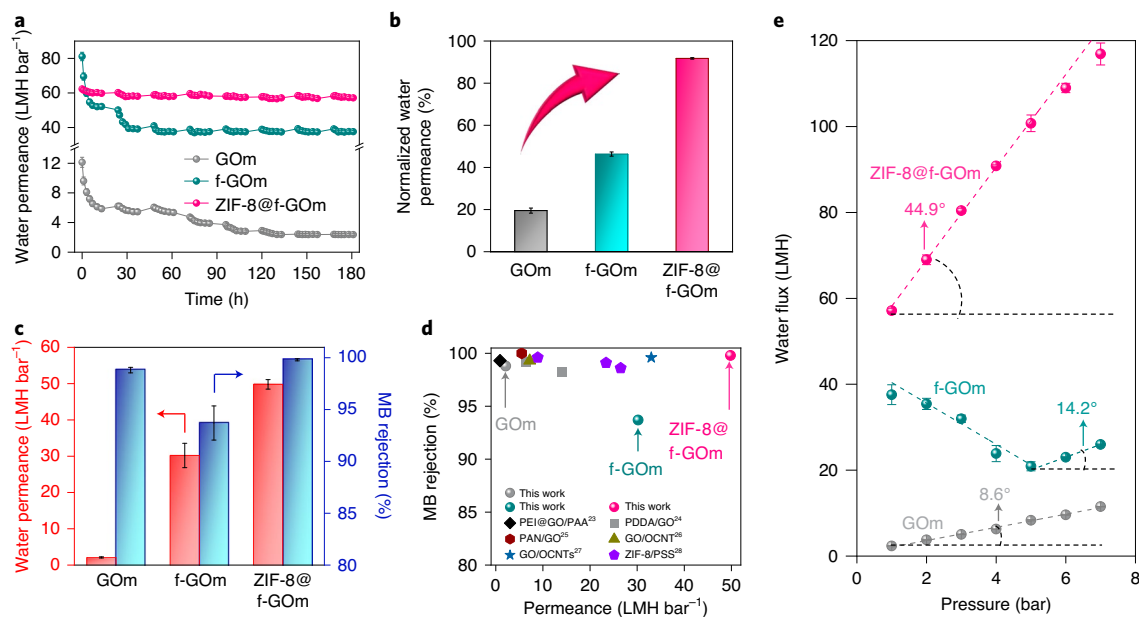 a
Water permeance (LMH bar⁻¹)
80
60
40
12
8
4
0
GOm
f-GOm
ZIF-8@f-GOm
0 30 60 90 120 150 180
Time (h)
b
Normalized water
permeance (%)
100
80
60
40
20
0
GOm f-GOm ZIF-8@
f-GOm
c
Water permeance (LMH bar⁻¹)
60
50
40
30
20
10
0
100
95
90
85
80
MB rejection
(%)
GOm f-GOm ZIF-8@
f-GOm
d
MB rejection (%)
100
95
90
85
80
GOm
f-GOm
ZIF-8@
f-GOm
This work
This work This work
PEI@GO/PAA²³ PDDA/GO²⁴
PAN/GO²⁵ GO/OCNT²⁶
GO/OCNTs²⁷ ZIF-8/PSS²⁸
0 10 20 30 40 50
Permeance (LMH bar⁻¹)
e
Water flux (LMH)
120
100
80
60
40
20
0
ZIF-8@f-GOm
44.9°
f-GOm
14.2°
8.6°
GOm
0 2 4 6 8
Pressure (bar)